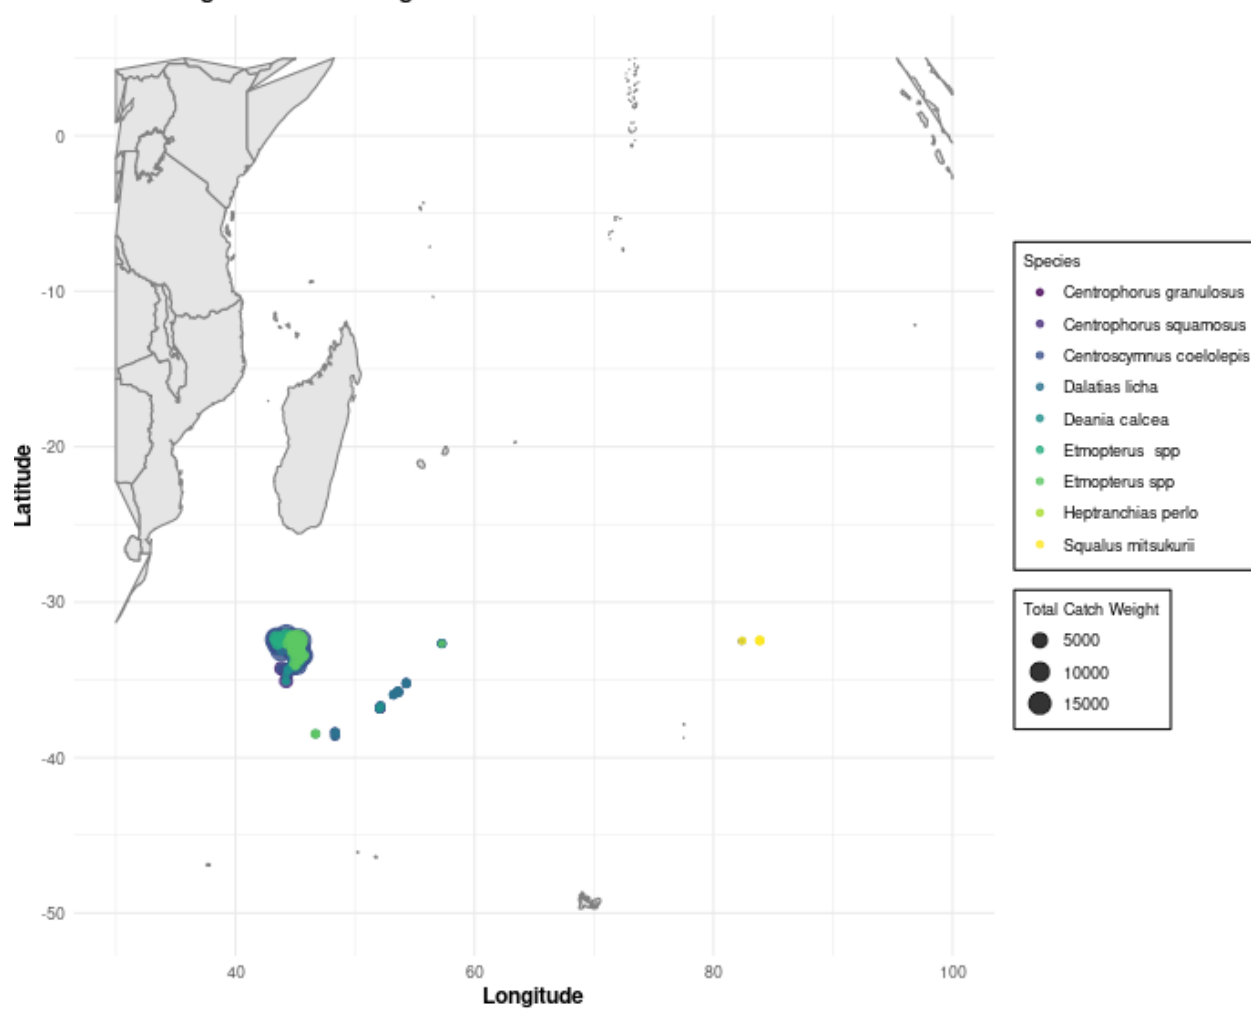 0
-10
-20
-30
-40
-50
Latitude
40
60
80
100
Longitude
Species
Centrophorus granulosus
Centrophorus squamosus
Centroscymnus coelolepis
Dalatias licha
Deania calcea
Etmopterus  spp
Etmopterus spp
Heptranchias perlo
Squalus mitsukurii
Total Catch Weight
5000
10000
15000